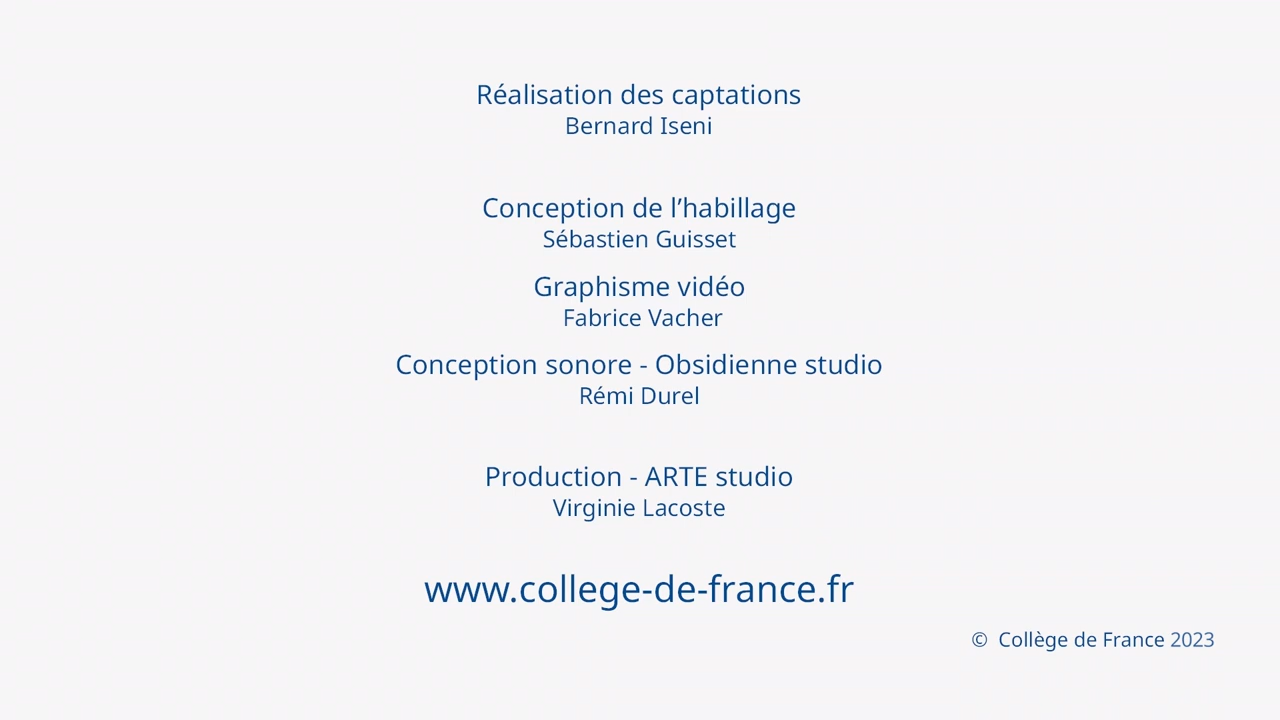 Réalisation des captations
Bernard Iseni
Conception de l’habillage
Sébastien Guisset
Graphisme vidéo
Fabrice Vacher
Conception sonore - Obsidienne studio
Rémi Durel
Production - ARTE studio
Virginie Lacoste
www.college-de-france.fr
© Collège de France 2023